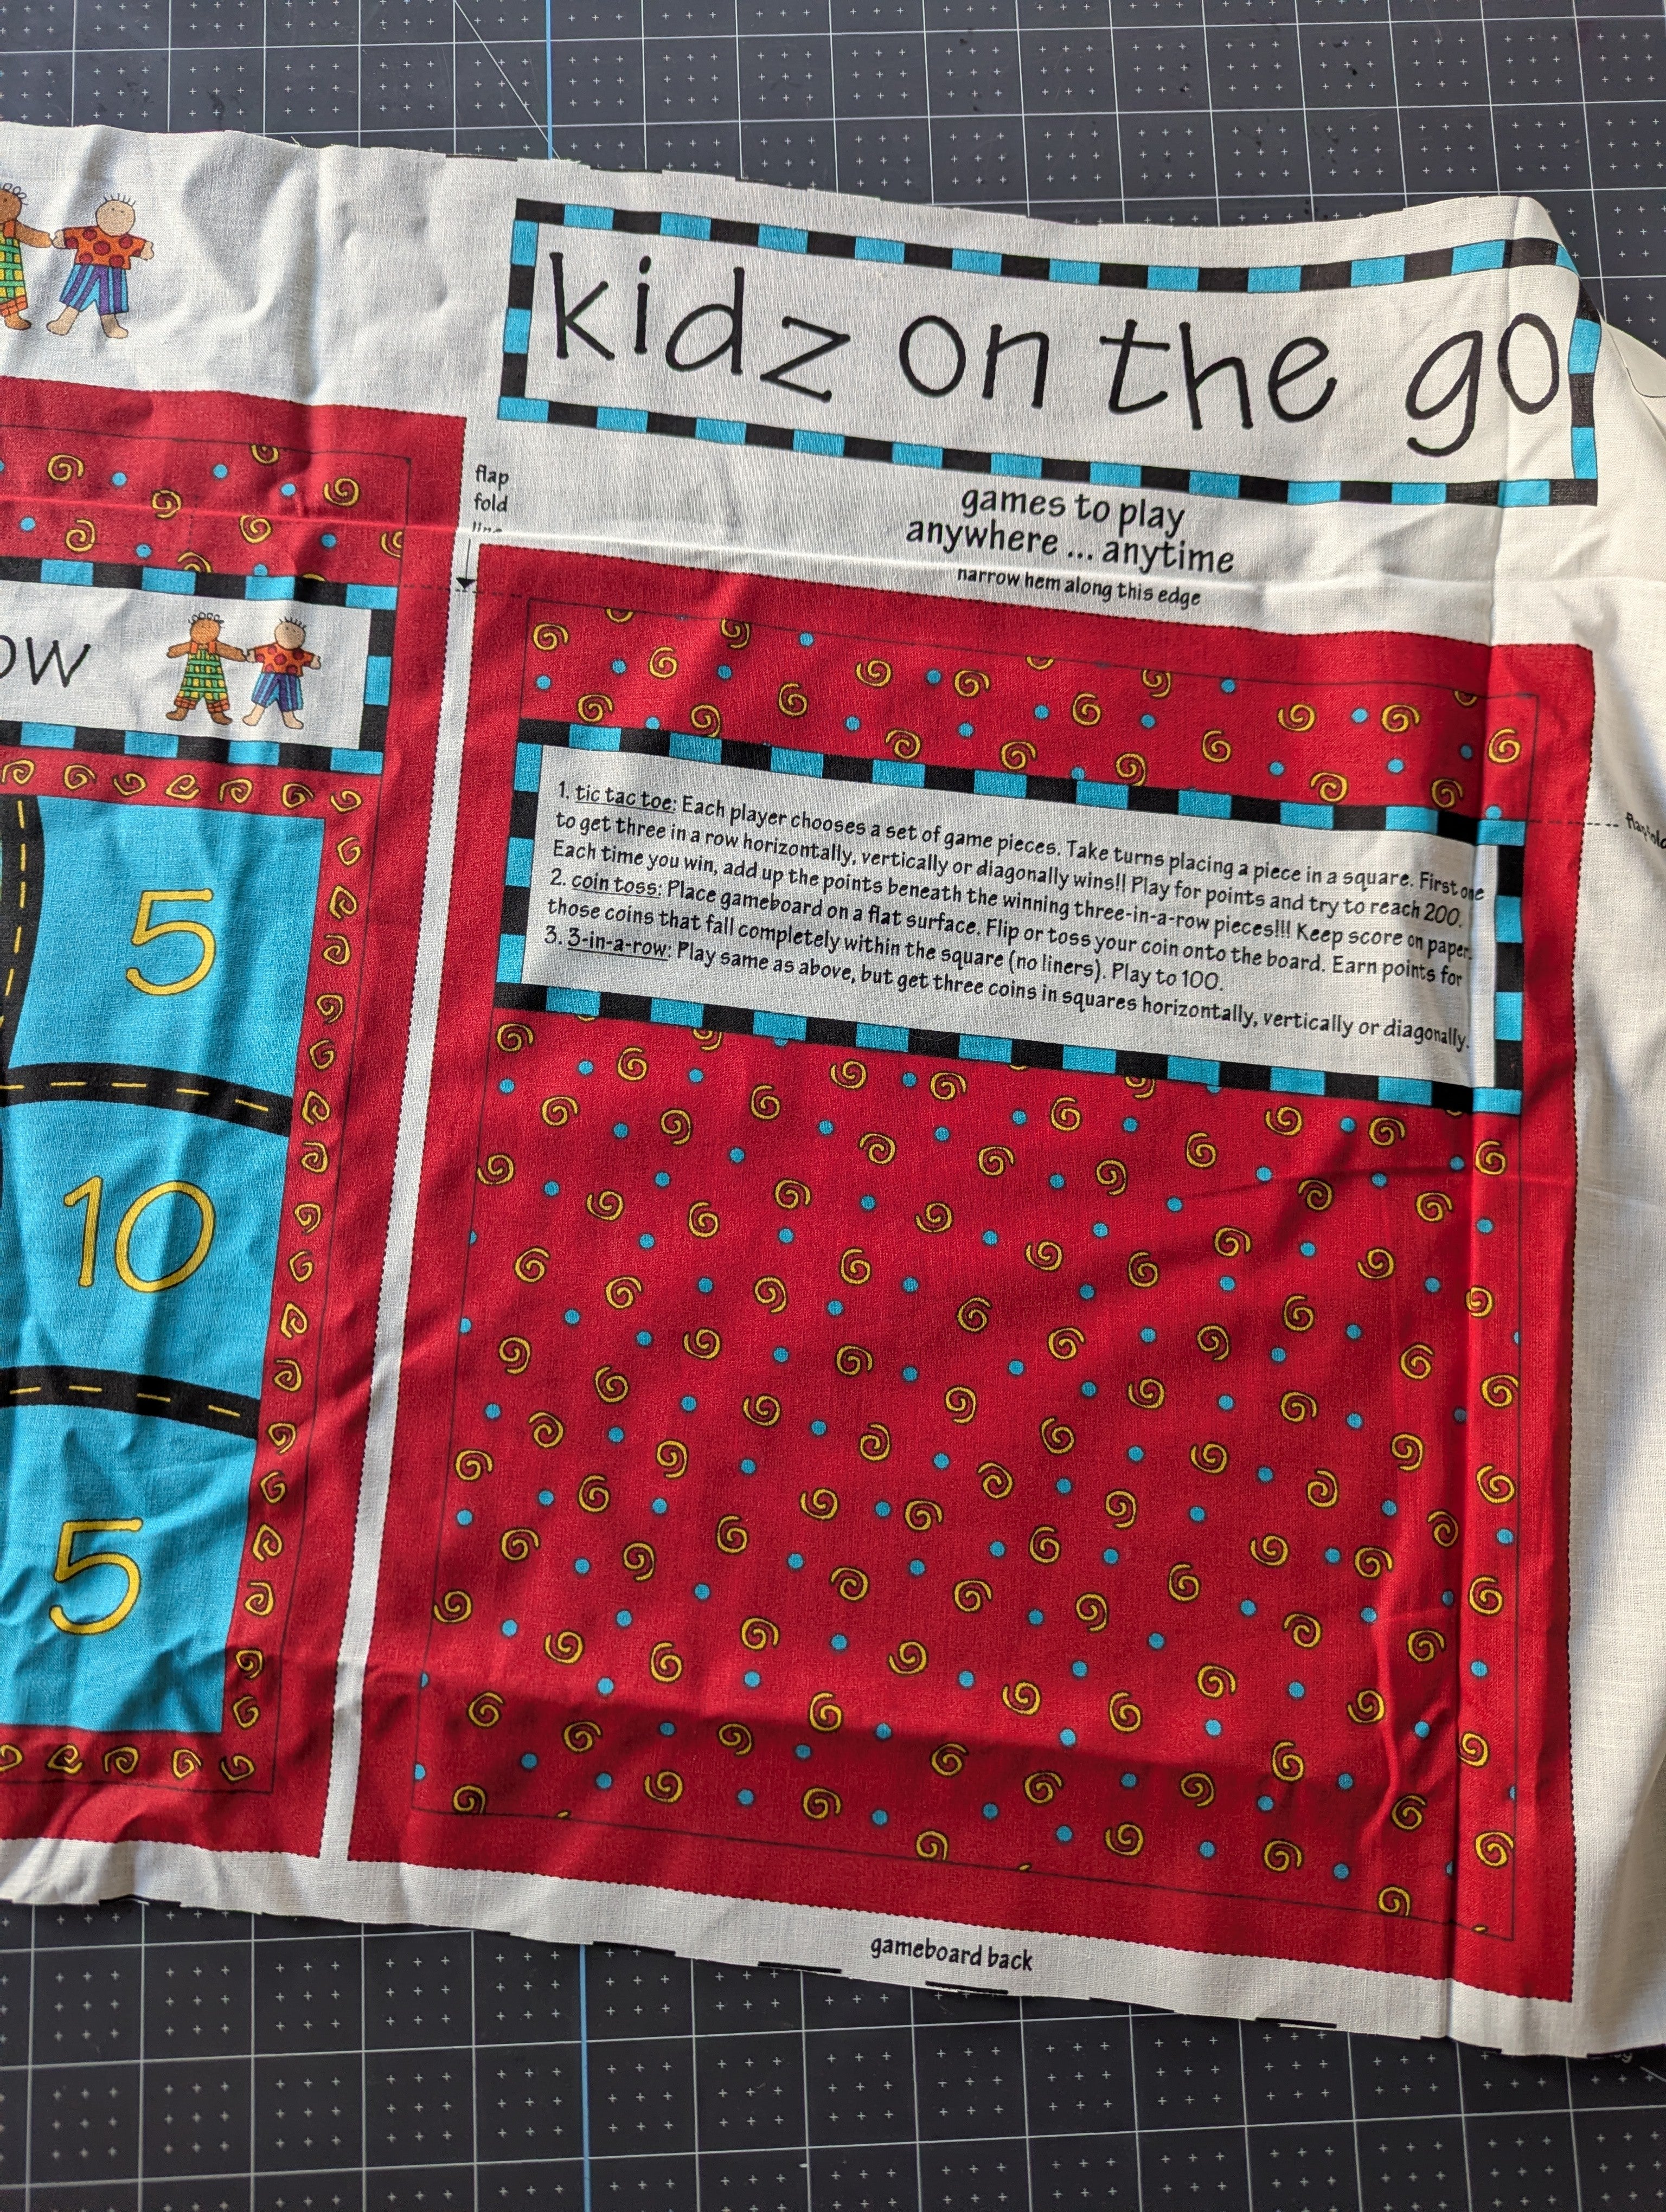 kidz on the go
flap
fold
line
games to play
anywhere ... anytime
narrow hem along this edge
ow
1. tic tac toe: Each player chooses a set of game pieces. Take turns placing a piece in a square. First one
to get three in a row horizontally, vertically or diagonally wins!! Play for points and try to reach 200.
Each time you win, add up the points beneath the winning three-in-a-row pieces!!! Keep score on paper.
2. coin toss: Place gameboard on a flat surface. Flip or toss your coin onto the board. Earn points for
those coins that fall completely within the square (no liners). Play to 100.
3. 3-in-a-row: Play same as above, but get three coins in squares horizontally, vertically or diagonally.
5
10
5
gameboard back